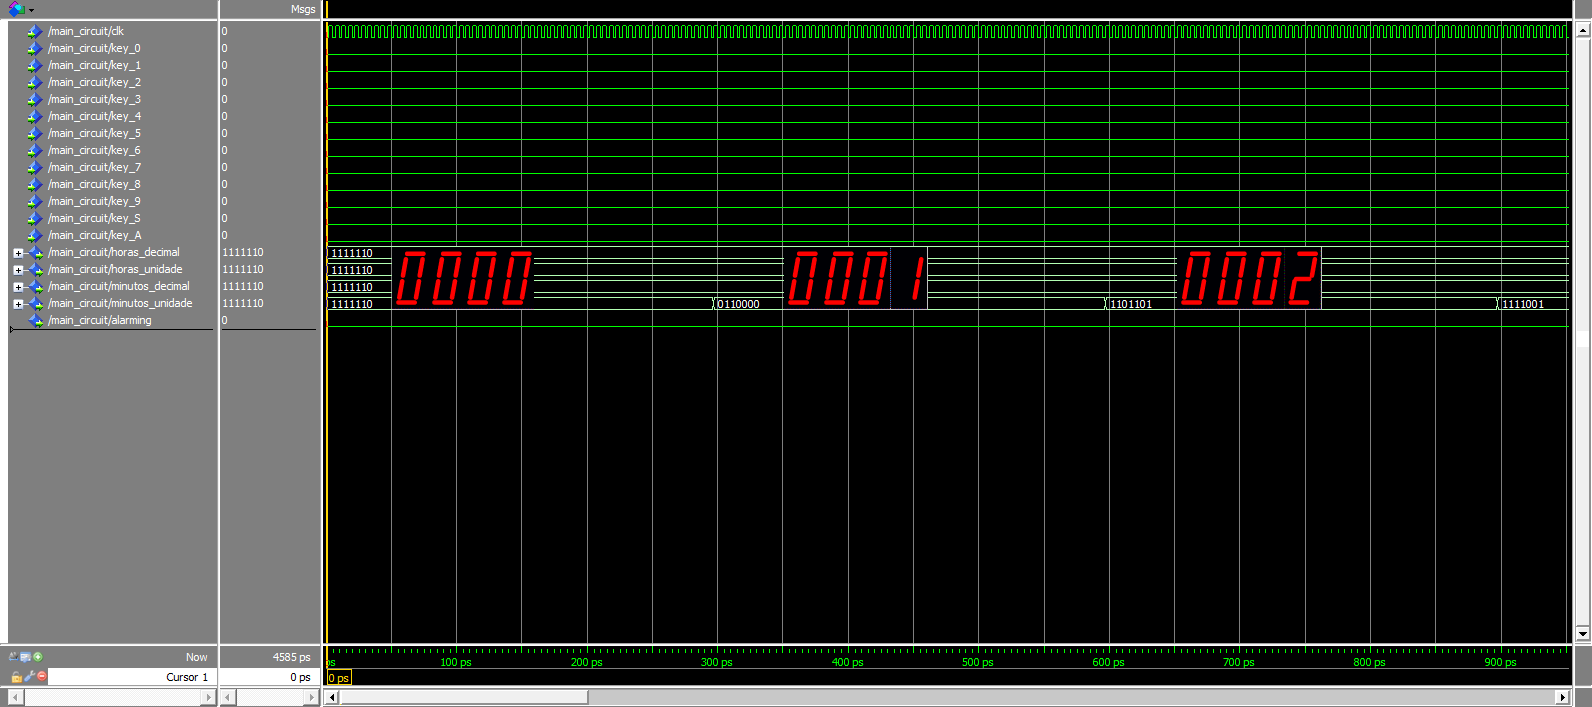 Msgs
/main_circuit/clk 0
/main_circuit/key_0 0
/main_circuit/key_1 0
/main_circuit/key_2 0
/main_circuit/key_3 0
/main_circuit/key_4 0
/main_circuit/key_5 0
/main_circuit/key_6 0
/main_circuit/key_7 0
/main_circuit/key_8 0
/main_circuit/key_9 0
/main_circuit/key_S 0
/main_circuit/key_A 0
/main_circuit/horas_decimal 1111110 1111110
/main_circuit/horas_unidade 1111110 1111110
/main_circuit/minutos_decimal 1111110 1111110
0000 0001 0002
/main_circuit/minutos_unidade 1111110 1111110 0110000 1101101 1111001
/main_circuit/alarming 0
Now 4585 ps ps 100 ps 200 ps 300 ps 400 ps 500 ps 600 ps 700 ps 800 ps 900 ps
Cursor 1 0 ps 0 ps